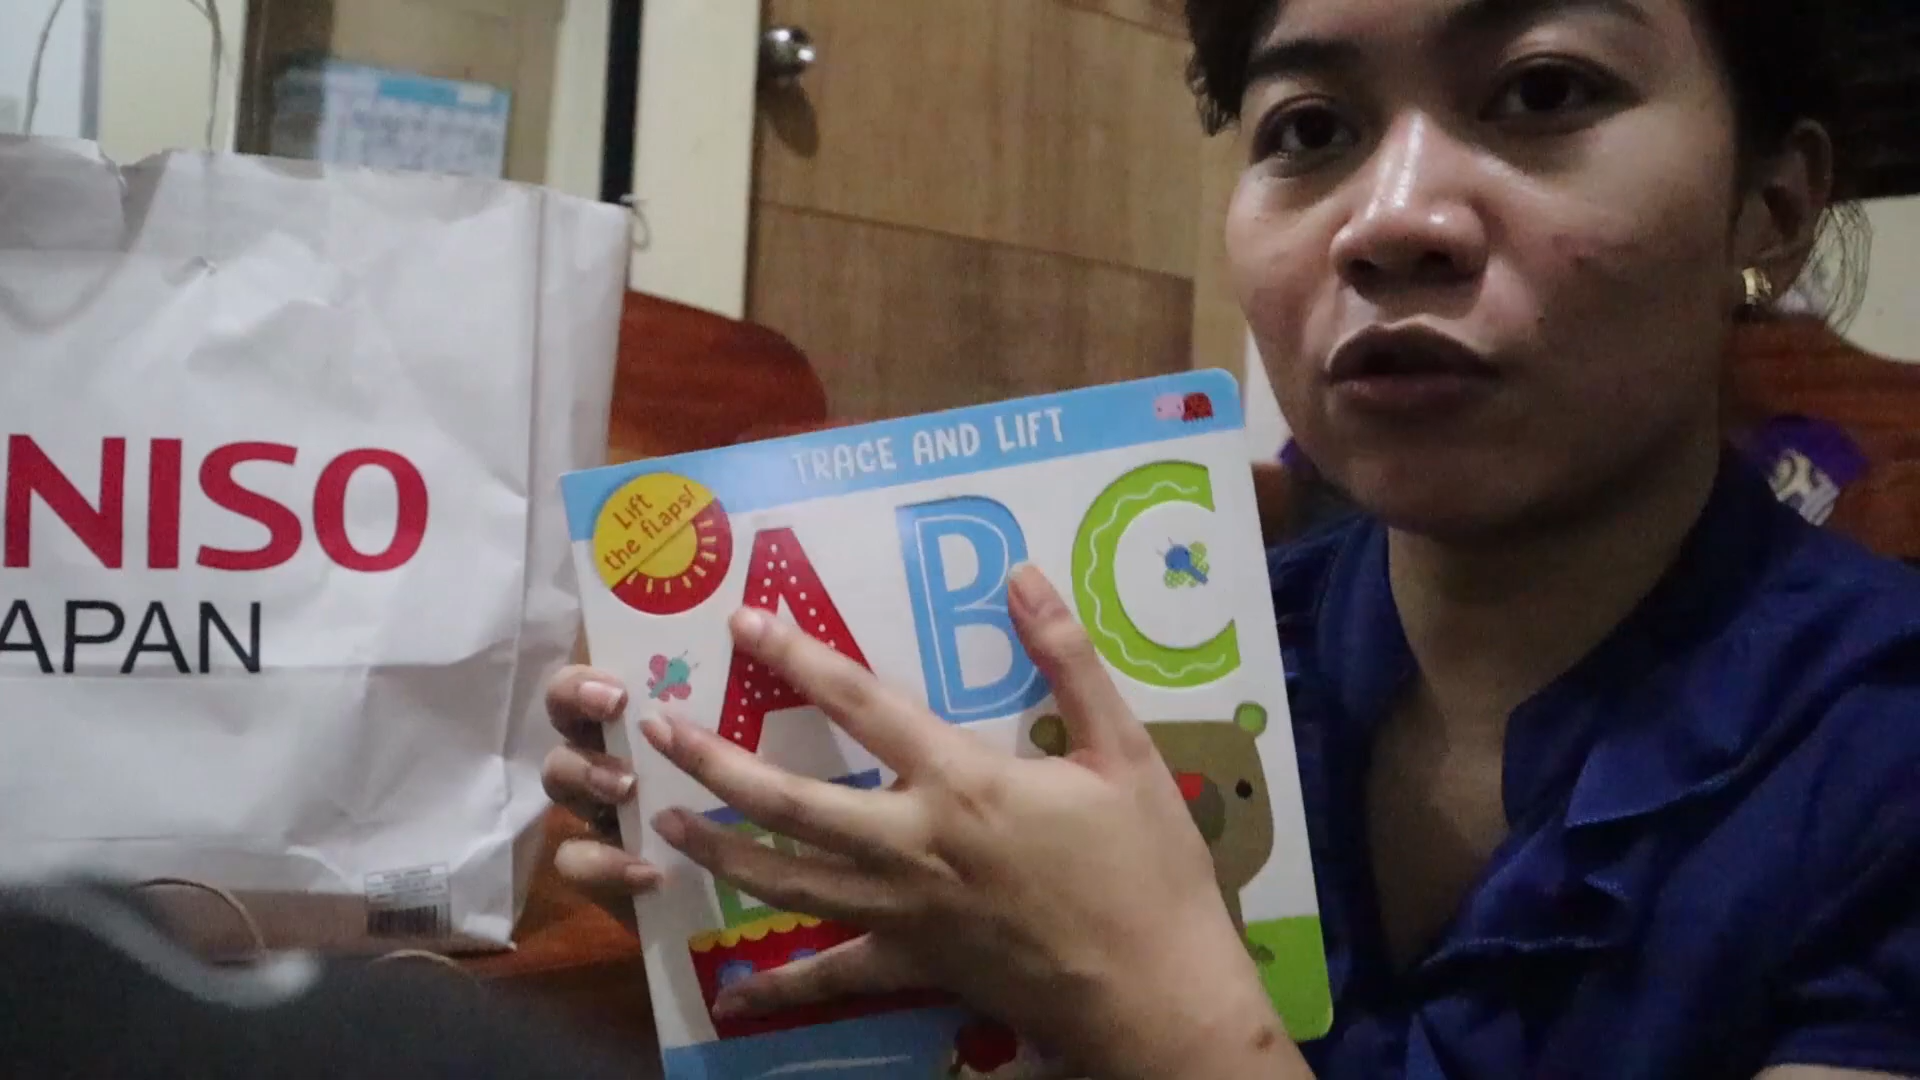 NISO
APAN
TRACE AND LIFT
Lift
the flaps!
ABC